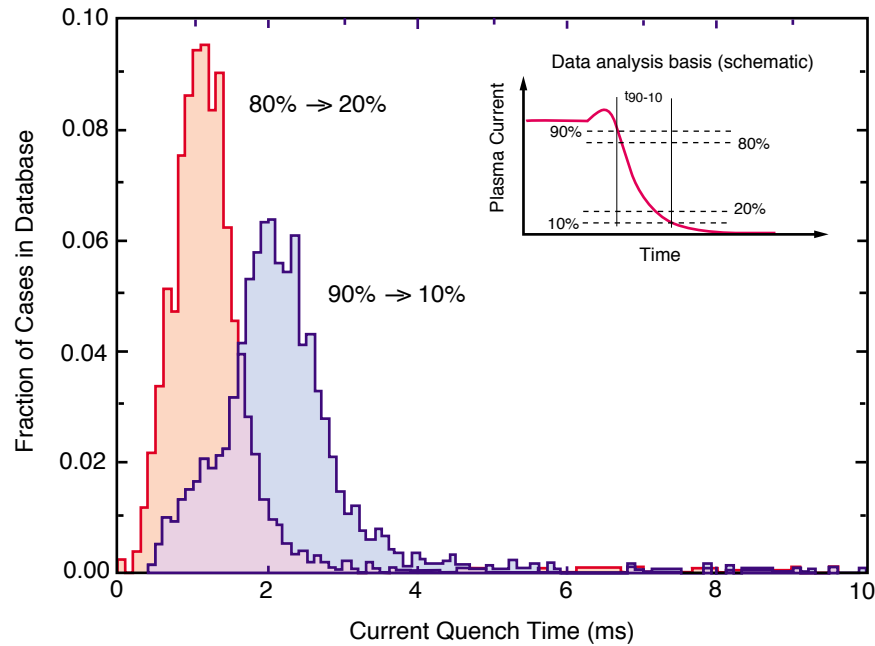 0.10
0.08
0.06
0.04
0.02
0.00
Fraction of Cases in Database
80% → 20%
90% → 10%
Data analysis basis (schematic)
t90-10
Plasma Current
90%
80%
20%
10%
Time
0
2
4
6
8
10
Current Quench Time (ms)